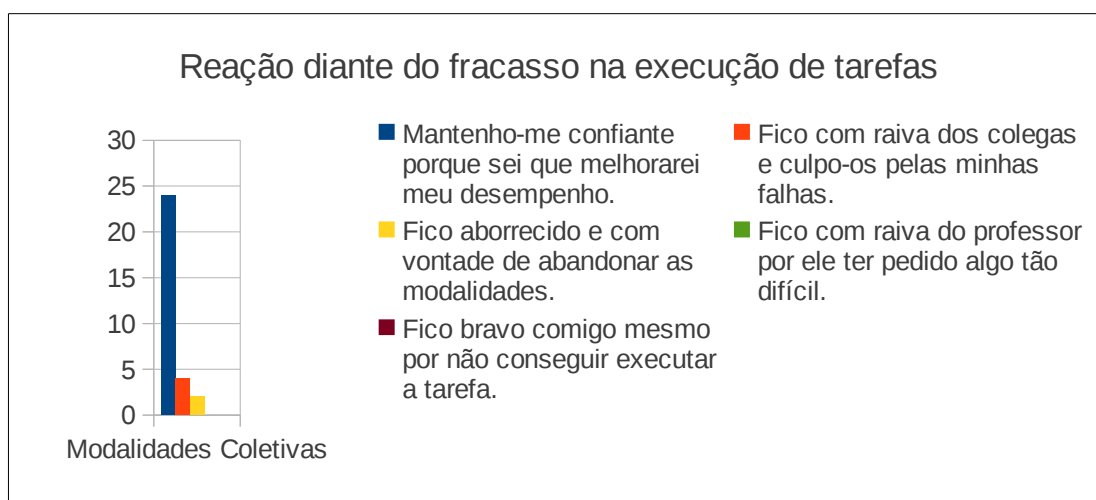 Reação diante do fracasso na execução de tarefas
30
25
20
15
10
5
0
Modalidades Coletivas
Mantenho-me confiante
porque sei que melhorarei
meu desempenho.
Fico com raiva dos colegas
e culpo-os pelas minhas
falhas.
Fico aborrecido e com
vontade de abandonar as
modalidades.
Fico com raiva do professor
por ele ter pedido algo tão
difícil.
Fico bravo comigo mesmo
por não conseguir executar
a tarefa.